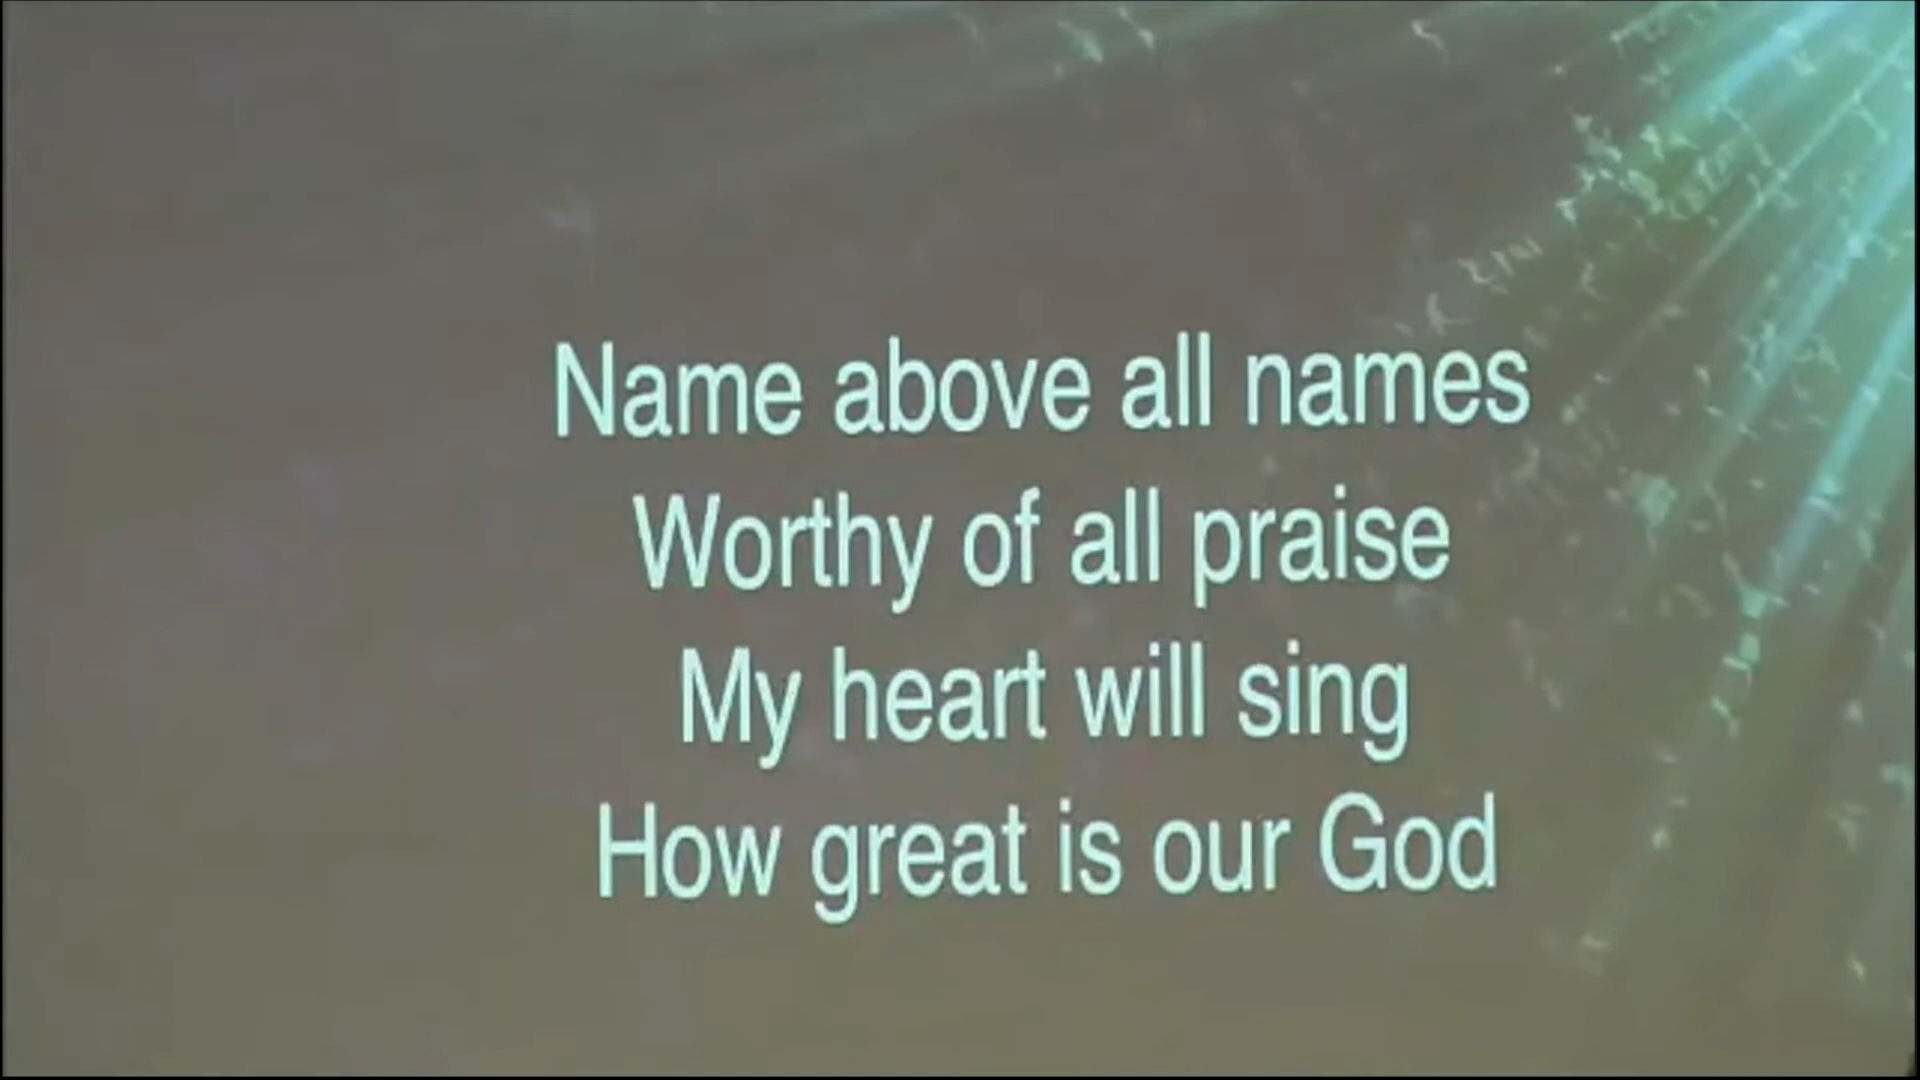 Name above all names
Worthy of all praise
My heart will sing
How great is our God